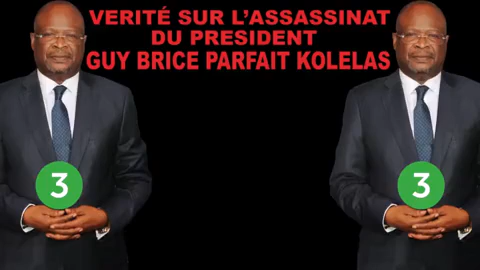 VERITÉ SUR L'ASSASSINAT
DU PRESIDENT
GUY BRICE PARFAIT KOLELAS
3
3